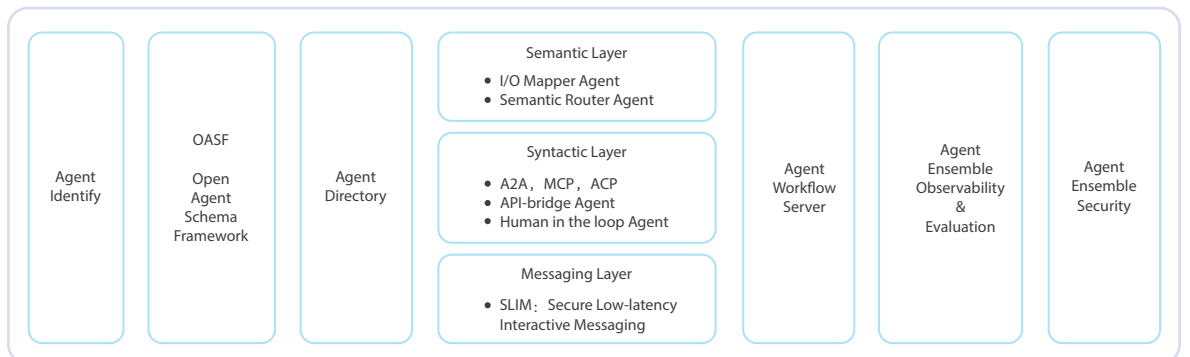 Agent
Identify
OASF
Open
Agent
Schema
Framework
Agent
Directory
Semantic Layer
• I/O Mapper Agent
• Semantic Router Agent
Syntactic Layer
• A2A，MCP，ACP
• API-bridge Agent
• Human in the loop Agent
Messaging Layer
• SLIM：Secure Low-latency
Interactive Messaging
Agent
Workflow
Server
Agent
Ensemble
Observability
&
Evaluation
Agent
Ensemble
Security